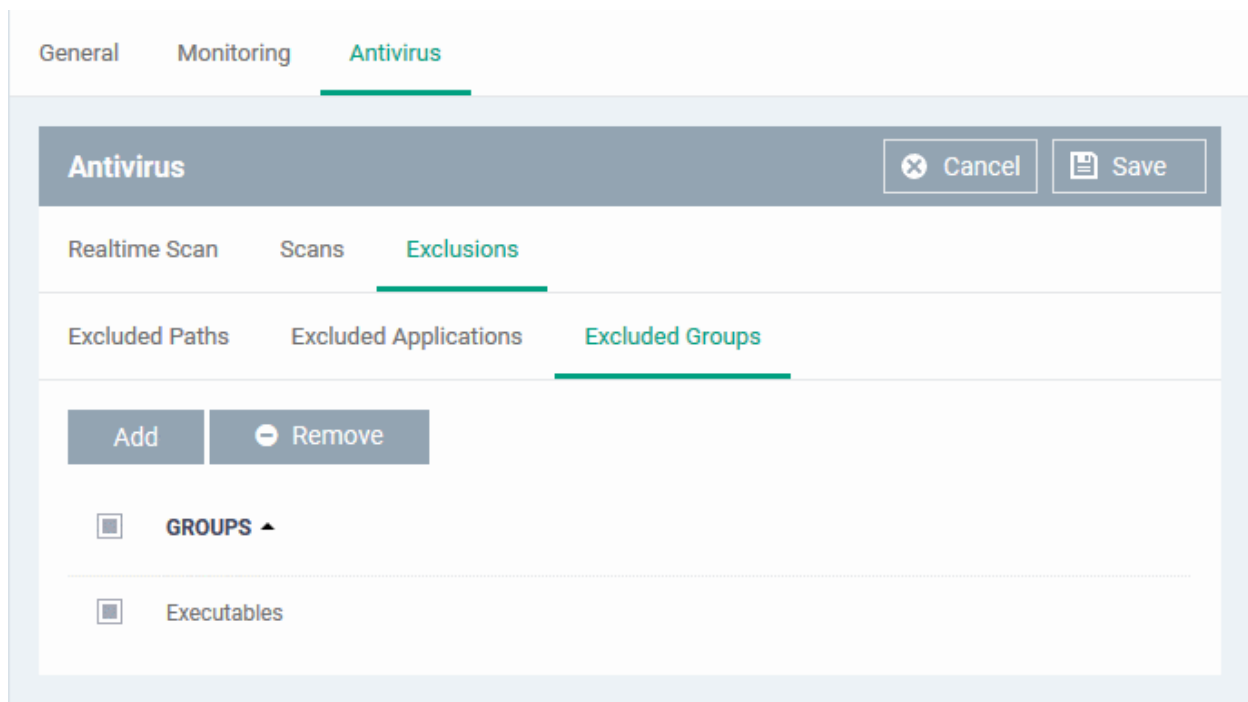 General Monitoring Antivirus
Antivirus Cancel Save
Realtime Scan Scans Exclusions
Excluded Paths Excluded Applications Excluded Groups
Add Remove
GROUPS
Executables